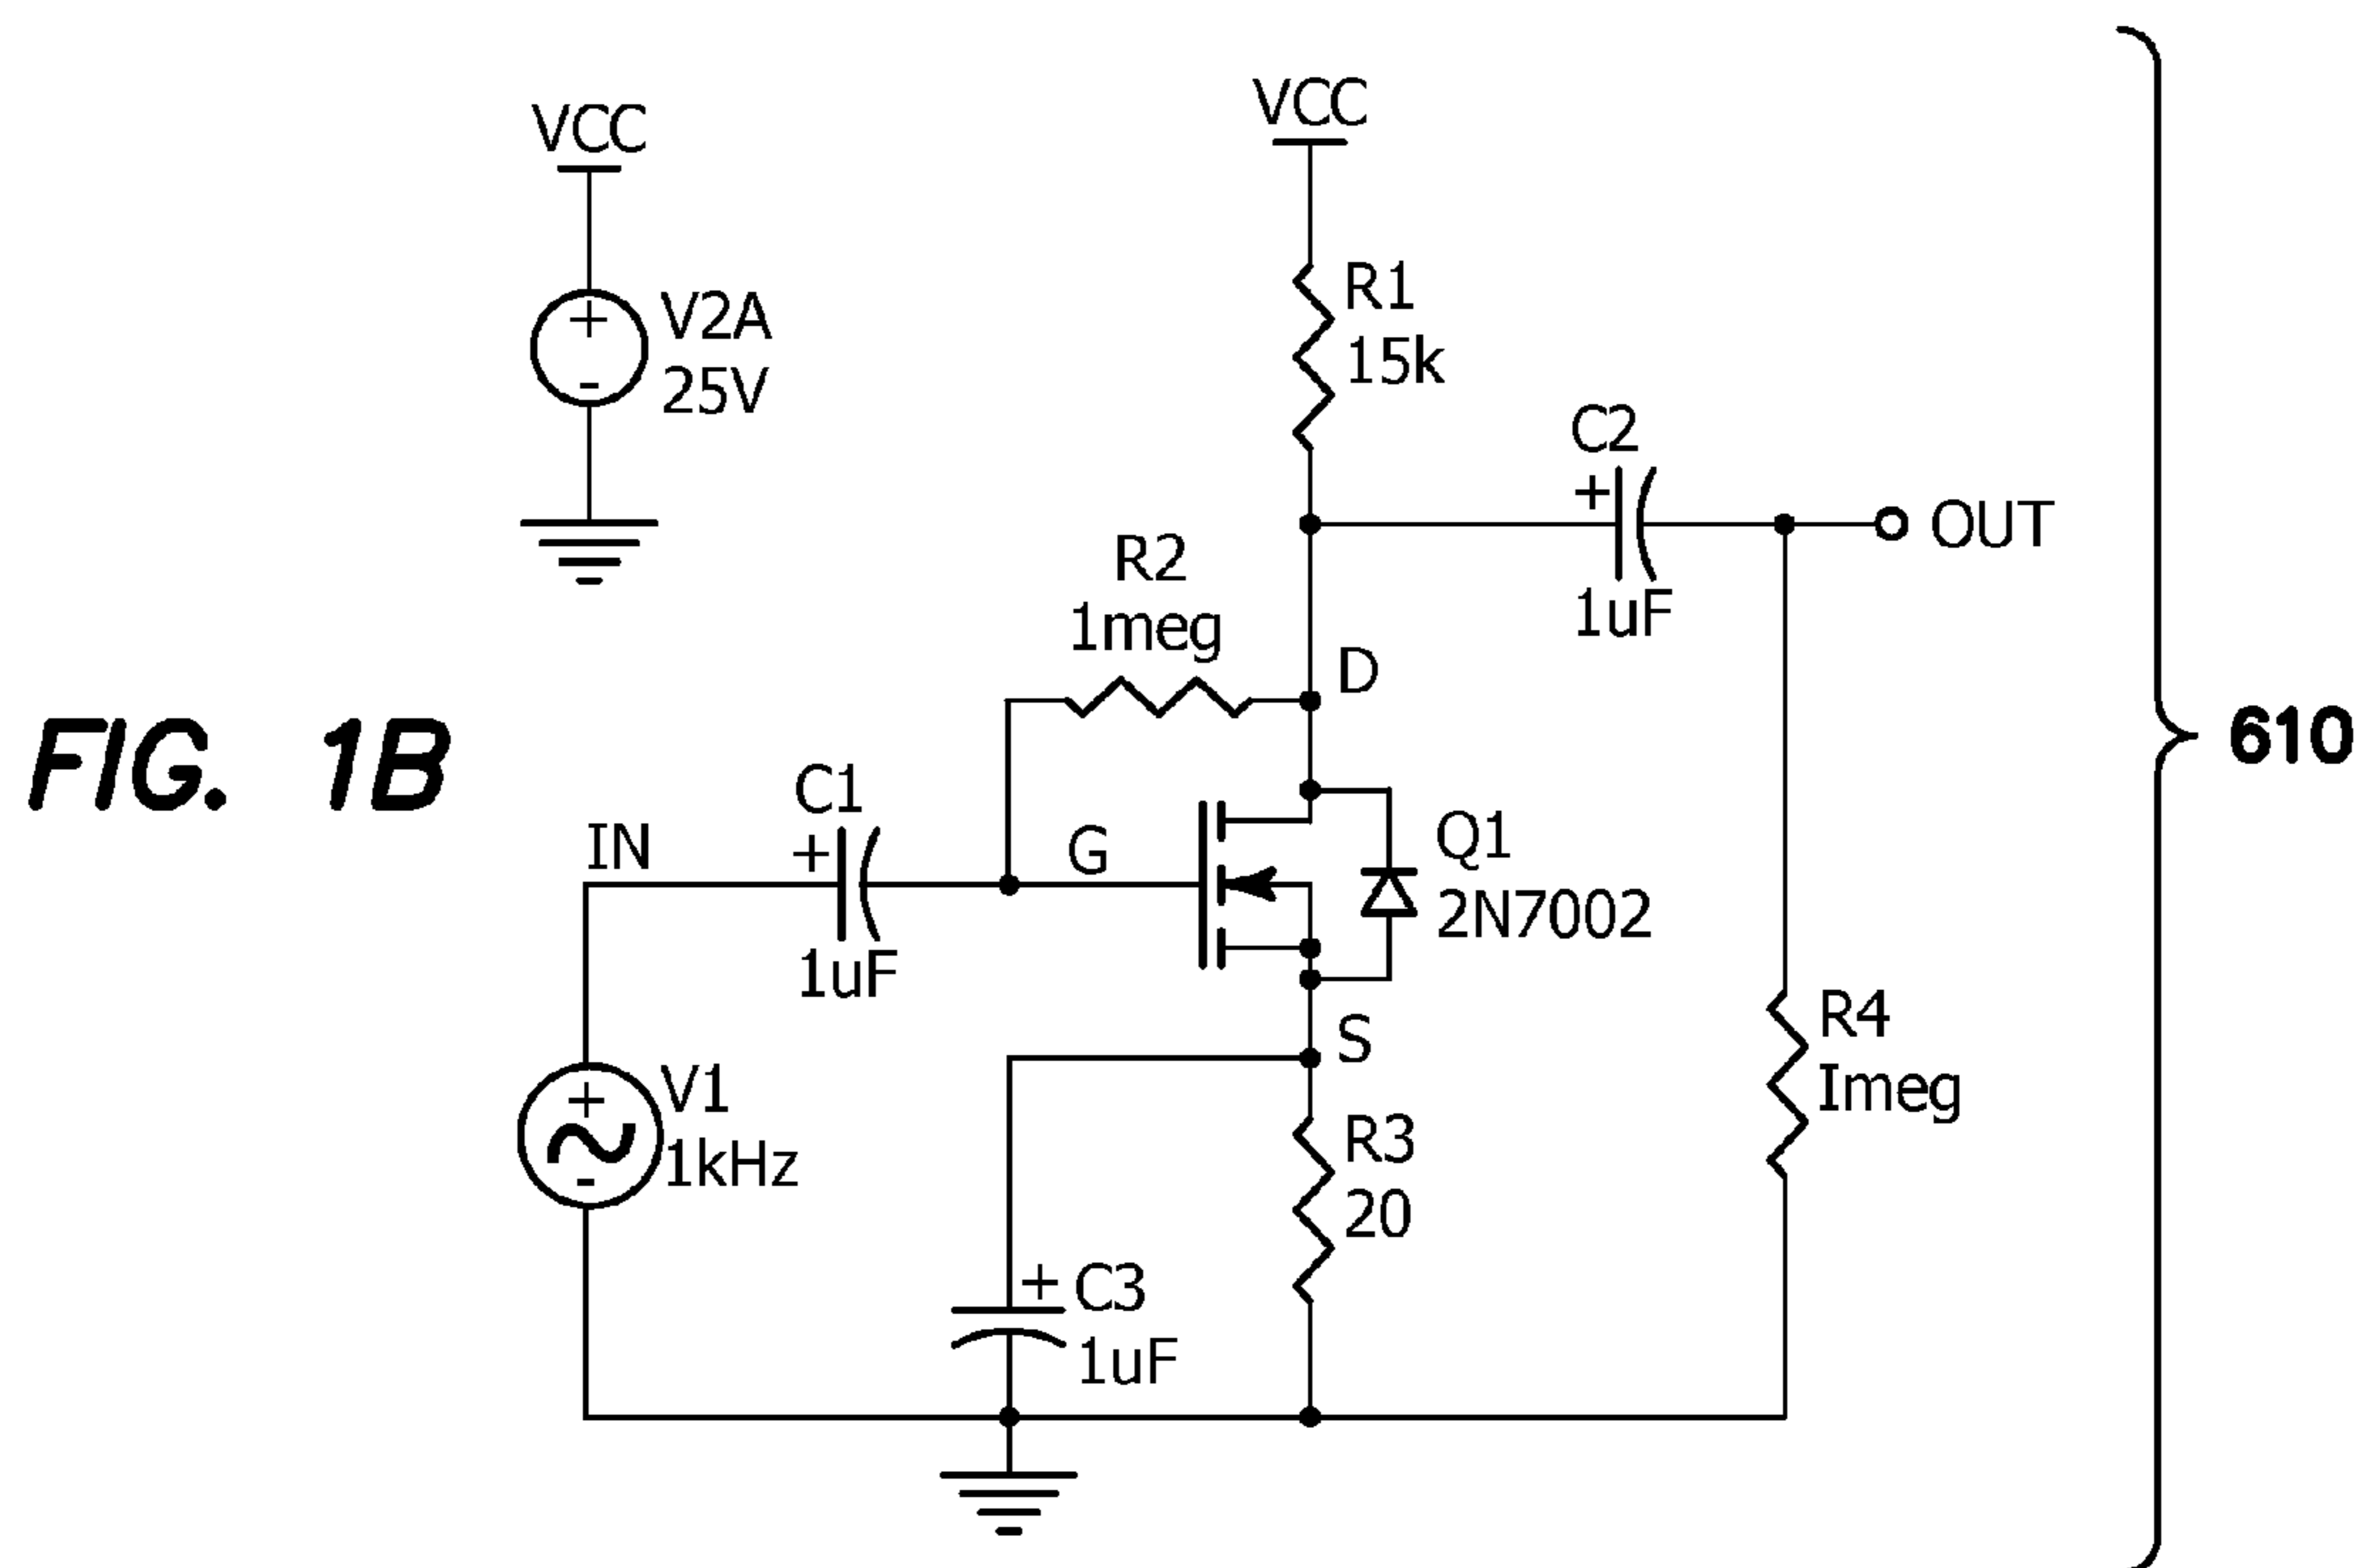 VCC
VCC
+
V2A
-
25V
R1
15k
C2
+
1uF
OUT
R2
1meg
D
FIG. 1B
610
IN
C1
+
1uF
G
Q1
2N7002
S
V1
+
1kHz
-
R3
20
R4
Imeg
+
C3
1uF